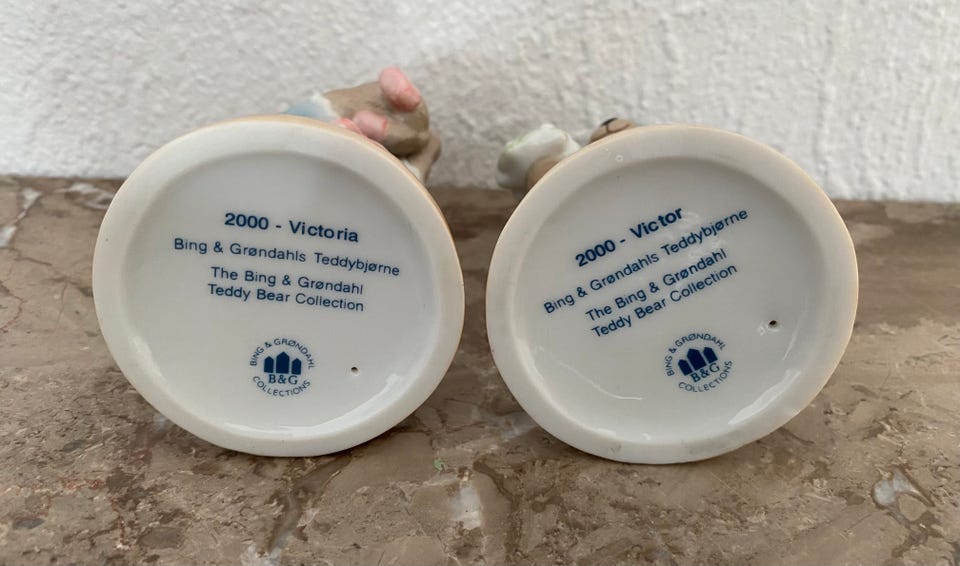 2000 - Victoria
Bing & Grøndahls Teddybjørne
The Bing & Grøndahl
Teddy Bear Collection
BING & GRØNDAHL
B&G
COLLECTIONS
2000 - Victor
Bing & Grøndahls Teddybjørne
The Bing & Grøndahl
Teddy Bear Collection
BING & GRØNDAHL
B&G
COLLECTIONS